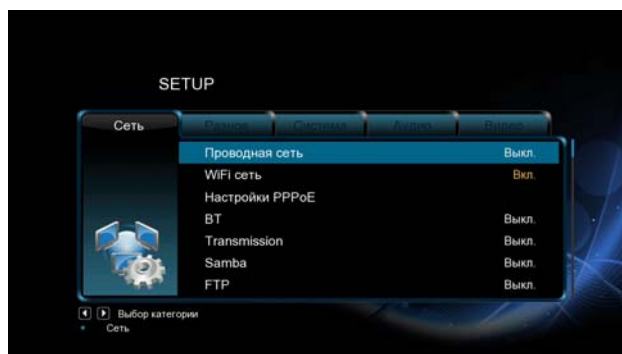 SETUP
Сеть Разное Система Аудио Видео
Проводная сеть Выкл.
WiFi сеть Вкл.
Настройки PPPoE
BT Выкл.
Transmission Выкл.
Samba Выкл.
FTP Выкл.
Выбор категории
Сеть